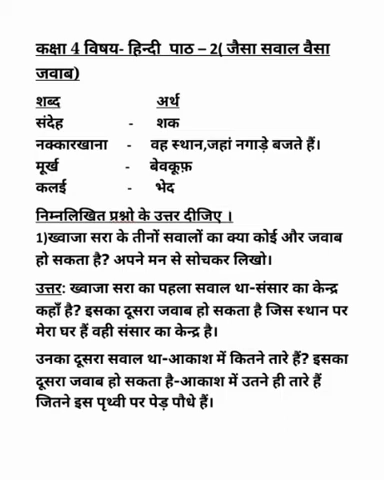 कक्षा 4 विषय- हिन्दी  पाठ – 2( जैसा सवाल वैसा
जवाब)
शब्द अर्थ
संदेह - शक
नक्कारखाना - वह स्थान,जहां नगाड़े बजते हैं।
मूर्ख - बेवकूफ़
कलई - भेद
निम्नलिखित प्रश्नो के उत्तर दीजिए ।
1)ख्वाजा सरा के तीनों सवालों का क्या कोई और जवाब
हो सकता है? अपने मन से सोचकर लिखो।
उत्तर: ख्वाजा सरा का पहला सवाल था-संसार का केन्द्र
कहाँ है? इसका दूसरा जवाब हो सकता है जिस स्थान पर
मेरा घर हैं वही संसार का केन्द्र है।
उनका दूसरा सवाल था-आकाश में कितने तारे हैं? इसका
दूसरा जवाब हो सकता है-आकाश में उतने ही तारे हैं
जितने इस पृथ्वी पर पेड़ पौधे हैं।